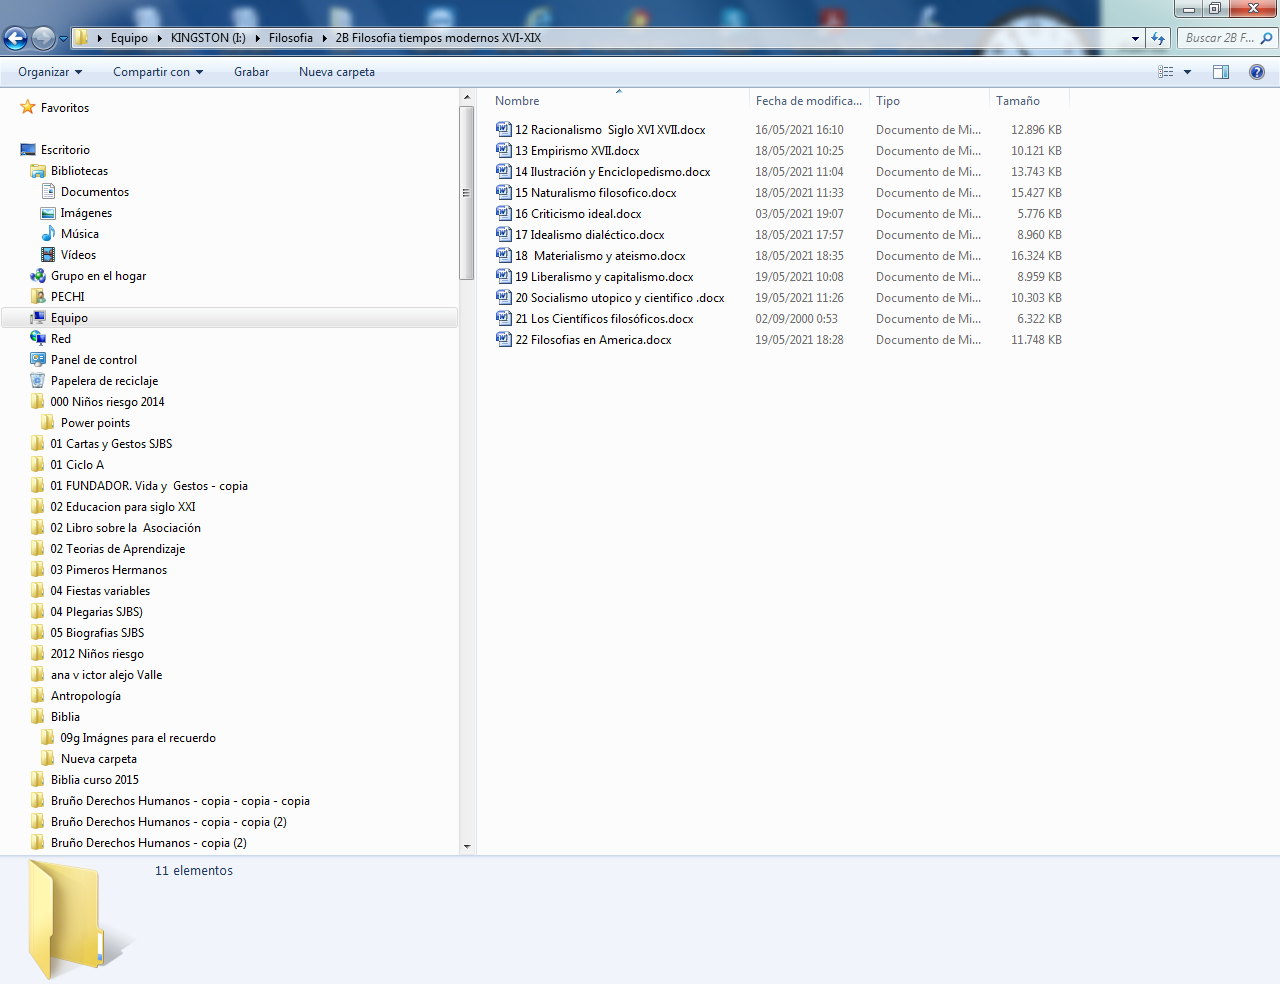 Equipo KINGSTON (I:) Filosofia 2B Filosofia tiempos modernos XVI-XIX Buscar 2B F...
Organizar Compartir con Grabar Nueva carpeta
Favoritos
Escritorio
Bibliotecas
Documentos
Imágenes
Música
Vídeos
Grupo en el hogar
PECHI
Equipo
Red
Panel de control
Papelera de reciclaje
000 Niños riesgo 2014
Power points
01 Cartas y Gestos SJBS
01 Ciclo A
01 FUNDADOR. Vida y  Gestos - copia
02 Educacion para siglo XXI
02 Libro sobre la  Asociación
02 Teorias de Aprendizaje
03 Pimeros Hermanos
04 Fiestas variables
04 Plegarias SJBS)
05 Biografias SJBS
2012 Niños riesgo
ana v ictor alejo Valle
Antropología
Biblia
09g Imágnes para el recuerdo
Nueva carpeta
Biblia curso 2015
Bruño Derechos Humanos - copia - copia - copia
Bruño Derechos Humanos - copia - copia (2)
Bruño Derechos Humanos - copia (2)
Nombre Fecha de modifica... Tipo Tamaño
12 Racionalismo  Siglo XVI XVII.docx 16/05/2021 16:10 Documento de Mi... 12.896 KB
13 Empirismo XVII.docx 18/05/2021 10:25 Documento de Mi... 10.121 KB
14 Ilustración y Enciclopedismo.docx 18/05/2021 11:04 Documento de Mi... 13.743 KB
15 Naturalismo filosofico.docx 18/05/2021 11:33 Documento de Mi... 15.427 KB
16 Criticismo ideal.docx 03/05/2021 19:07 Documento de Mi... 5.776 KB
17 Idealismo dialéctico.docx 18/05/2021 17:57 Documento de Mi... 8.960 KB
18  Materialismo y ateismo.docx 18/05/2021 18:35 Documento de Mi... 16.324 KB
19 Liberalismo y capitalismo.docx 19/05/2021 10:08 Documento de Mi... 8.959 KB
20 Socialismo utopico y cientifico .docx 19/05/2021 11:26 Documento de Mi... 10.303 KB
21 Los Científicos filosóficos.docx 02/09/2000 0:53 Documento de Mi... 6.322 KB
22 Filosofias en America.docx 19/05/2021 18:28 Documento de Mi... 11.748 KB
11 elementos